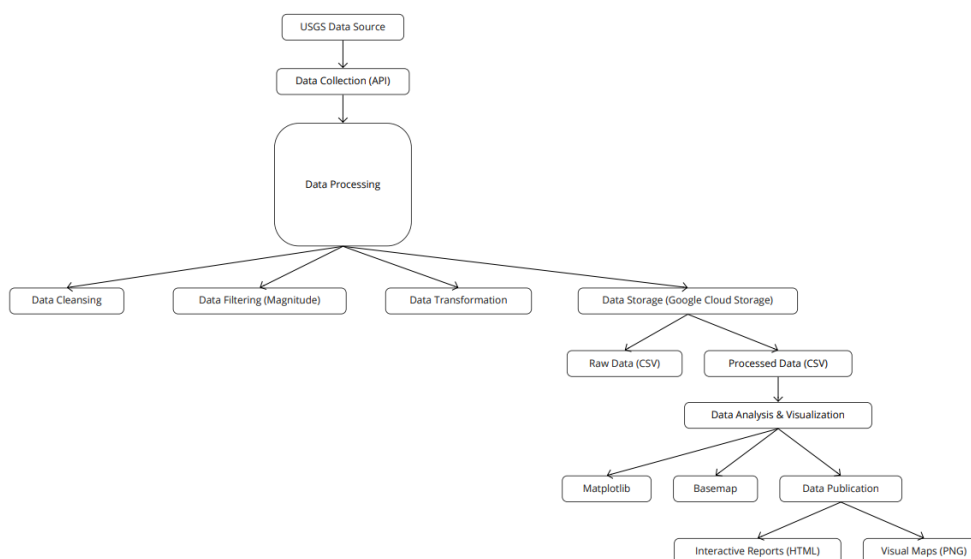 USGS Data Source
Data Collection (API)
Data Processing
Data Cleansing
Data Filtering (Magnitude)
Data Transformation
Data Storage (Google Cloud Storage)
Raw Data (CSV)
Processed Data (CSV)
Data Analysis & Visualization
Matplotlib
Basemap
Data Publication
Interactive Reports (HTML)
Visual Maps (PNG)